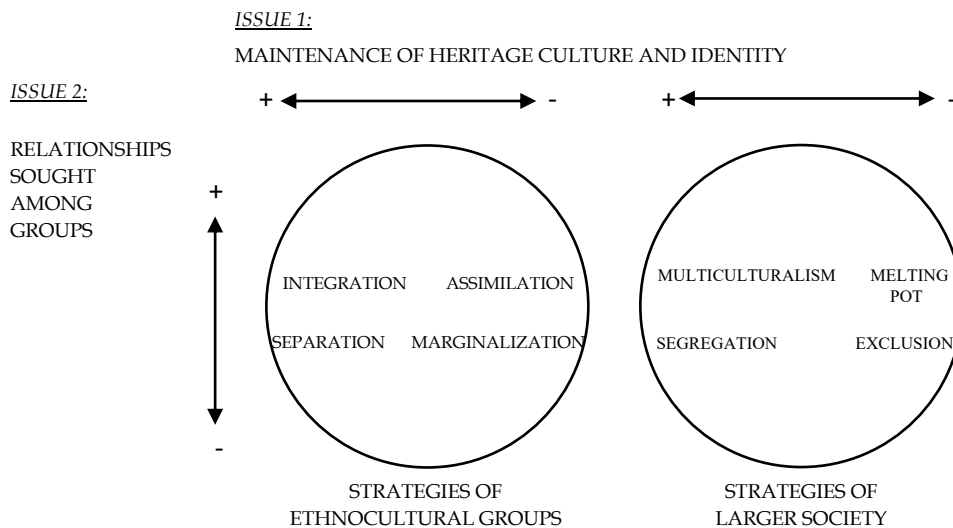 ISSUE 1:
MAINTENANCE OF HERITAGE CULTURE AND IDENTITY
ISSUE 2:
+ - + -
RELATIONSHIPS
SOUGHT
AMONG
GROUPS
+
-
INTEGRATION ASSIMILATION
SEPARATION MARGINALIZATION
MULTICULTURALISM MELTING
POT
SEGREGATION EXCLUSION
STRATEGIES OF
ETHNOCULTURAL GROUPS
STRATEGIES OF
LARGER SOCIETY